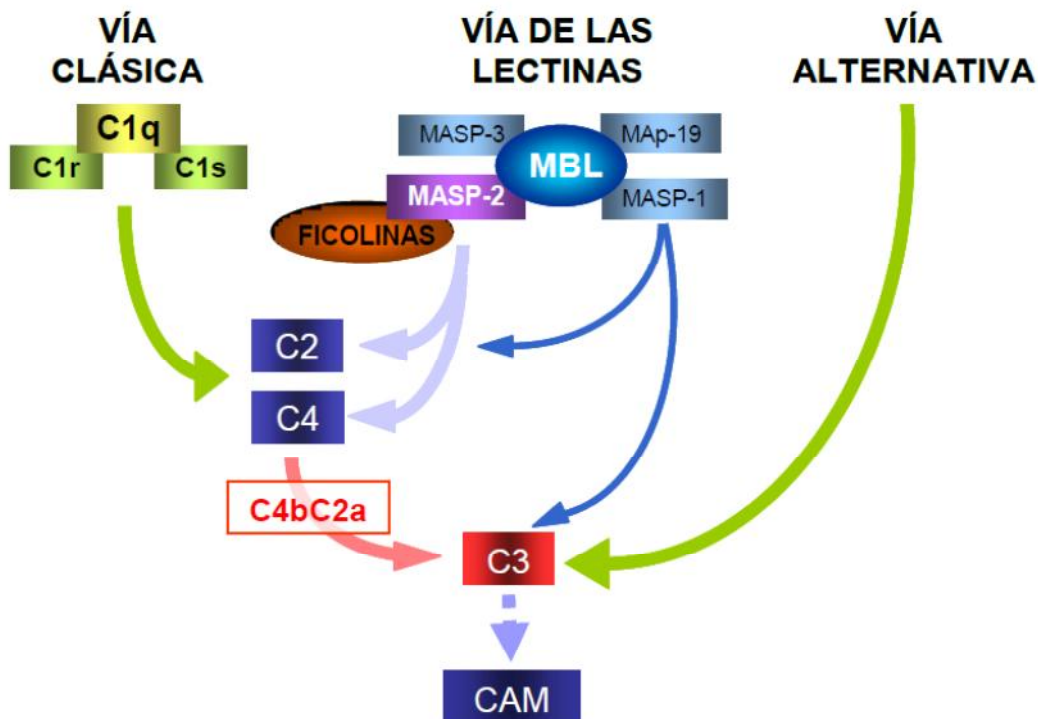 VÍA
CLÁSICA
VÍA DE LAS
LECTINAS
VÍA
ALTERNATIVA
C1q
C1r
C1s
MASP-3
MAp-19
MBL
MASP-2
MASP-1
FICOLINAS
C2
C4
C4bC2a
C3
CAM